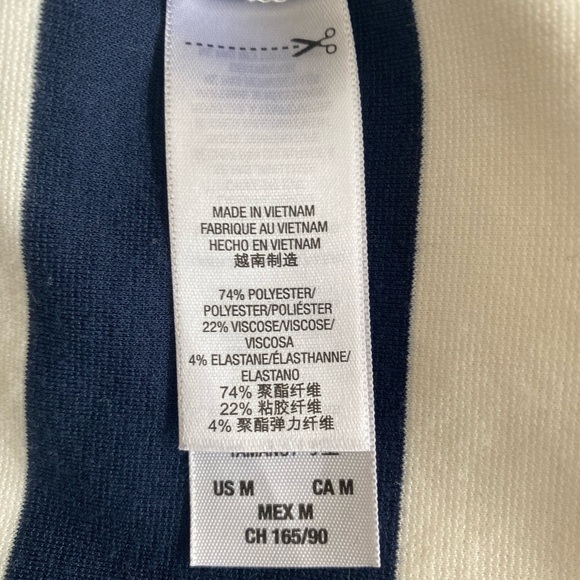 MADE IN VIETNAM
FABRIQUE AU VIETNAM
HECHO EN VIETNAM
越南制造
74% POLYESTER/
POLYESTER/POLIÉSTER
22% VISCOSE/VISCOSE/
VISCOSA
4% ELASTANE/ÉLASTHANNE/
ELASTANO
74% 聚酯纤维
22% 粘胶纤维
4% 聚酯弹力纤维
US M CA M
MEX M
CH 165/90